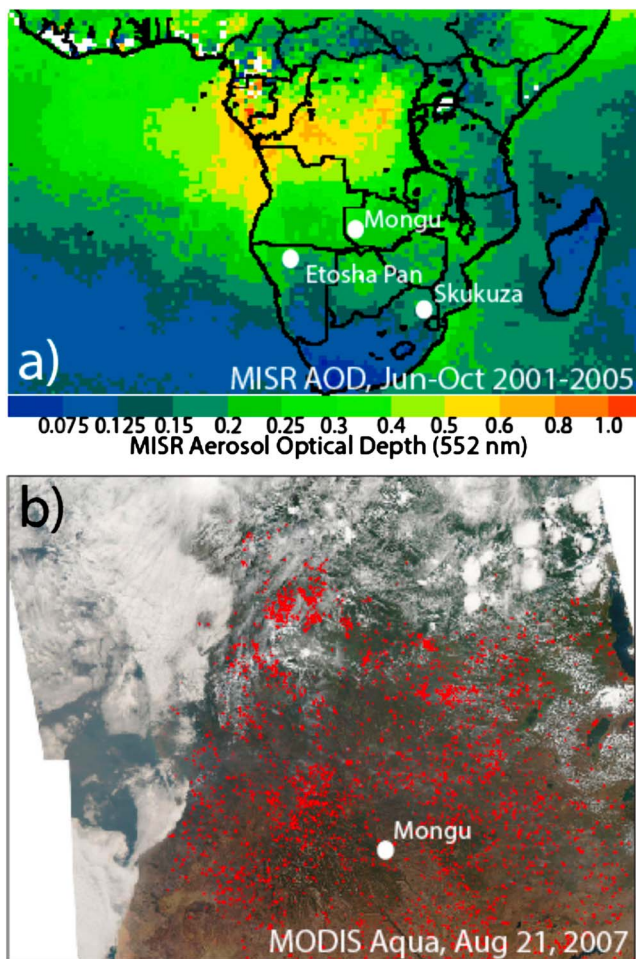 Mongu
Etosha Pan
Skukuza
a)
MISR AOD, Jun-Oct 2001-2005
0.075 0.125 0.15 0.2 0.25 0.3 0.4 0.5 0.6 0.8 1.0
MISR Aerosol Optical Depth (552 nm)
b)
Mongu
MODIS Aqua, Aug 21, 2007